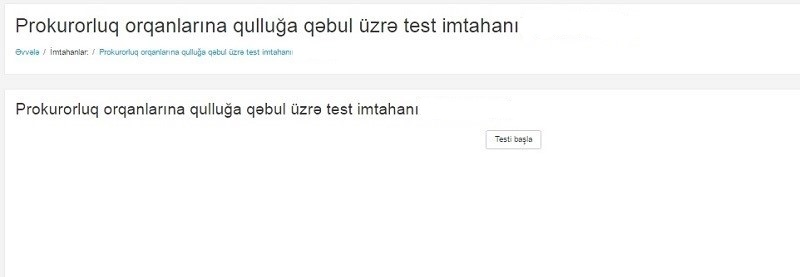 Prokurorluq orqanlarına qulluğa qəbul üzrə test imtahanı
Əvvələ / İmtahanlar: / Prokurorluq orqanlarına qulluğa qəbul üzrə test imtahanı
Prokurorluq orqanlarına qulluğa qəbul üzrə test imtahanı
Testi başla